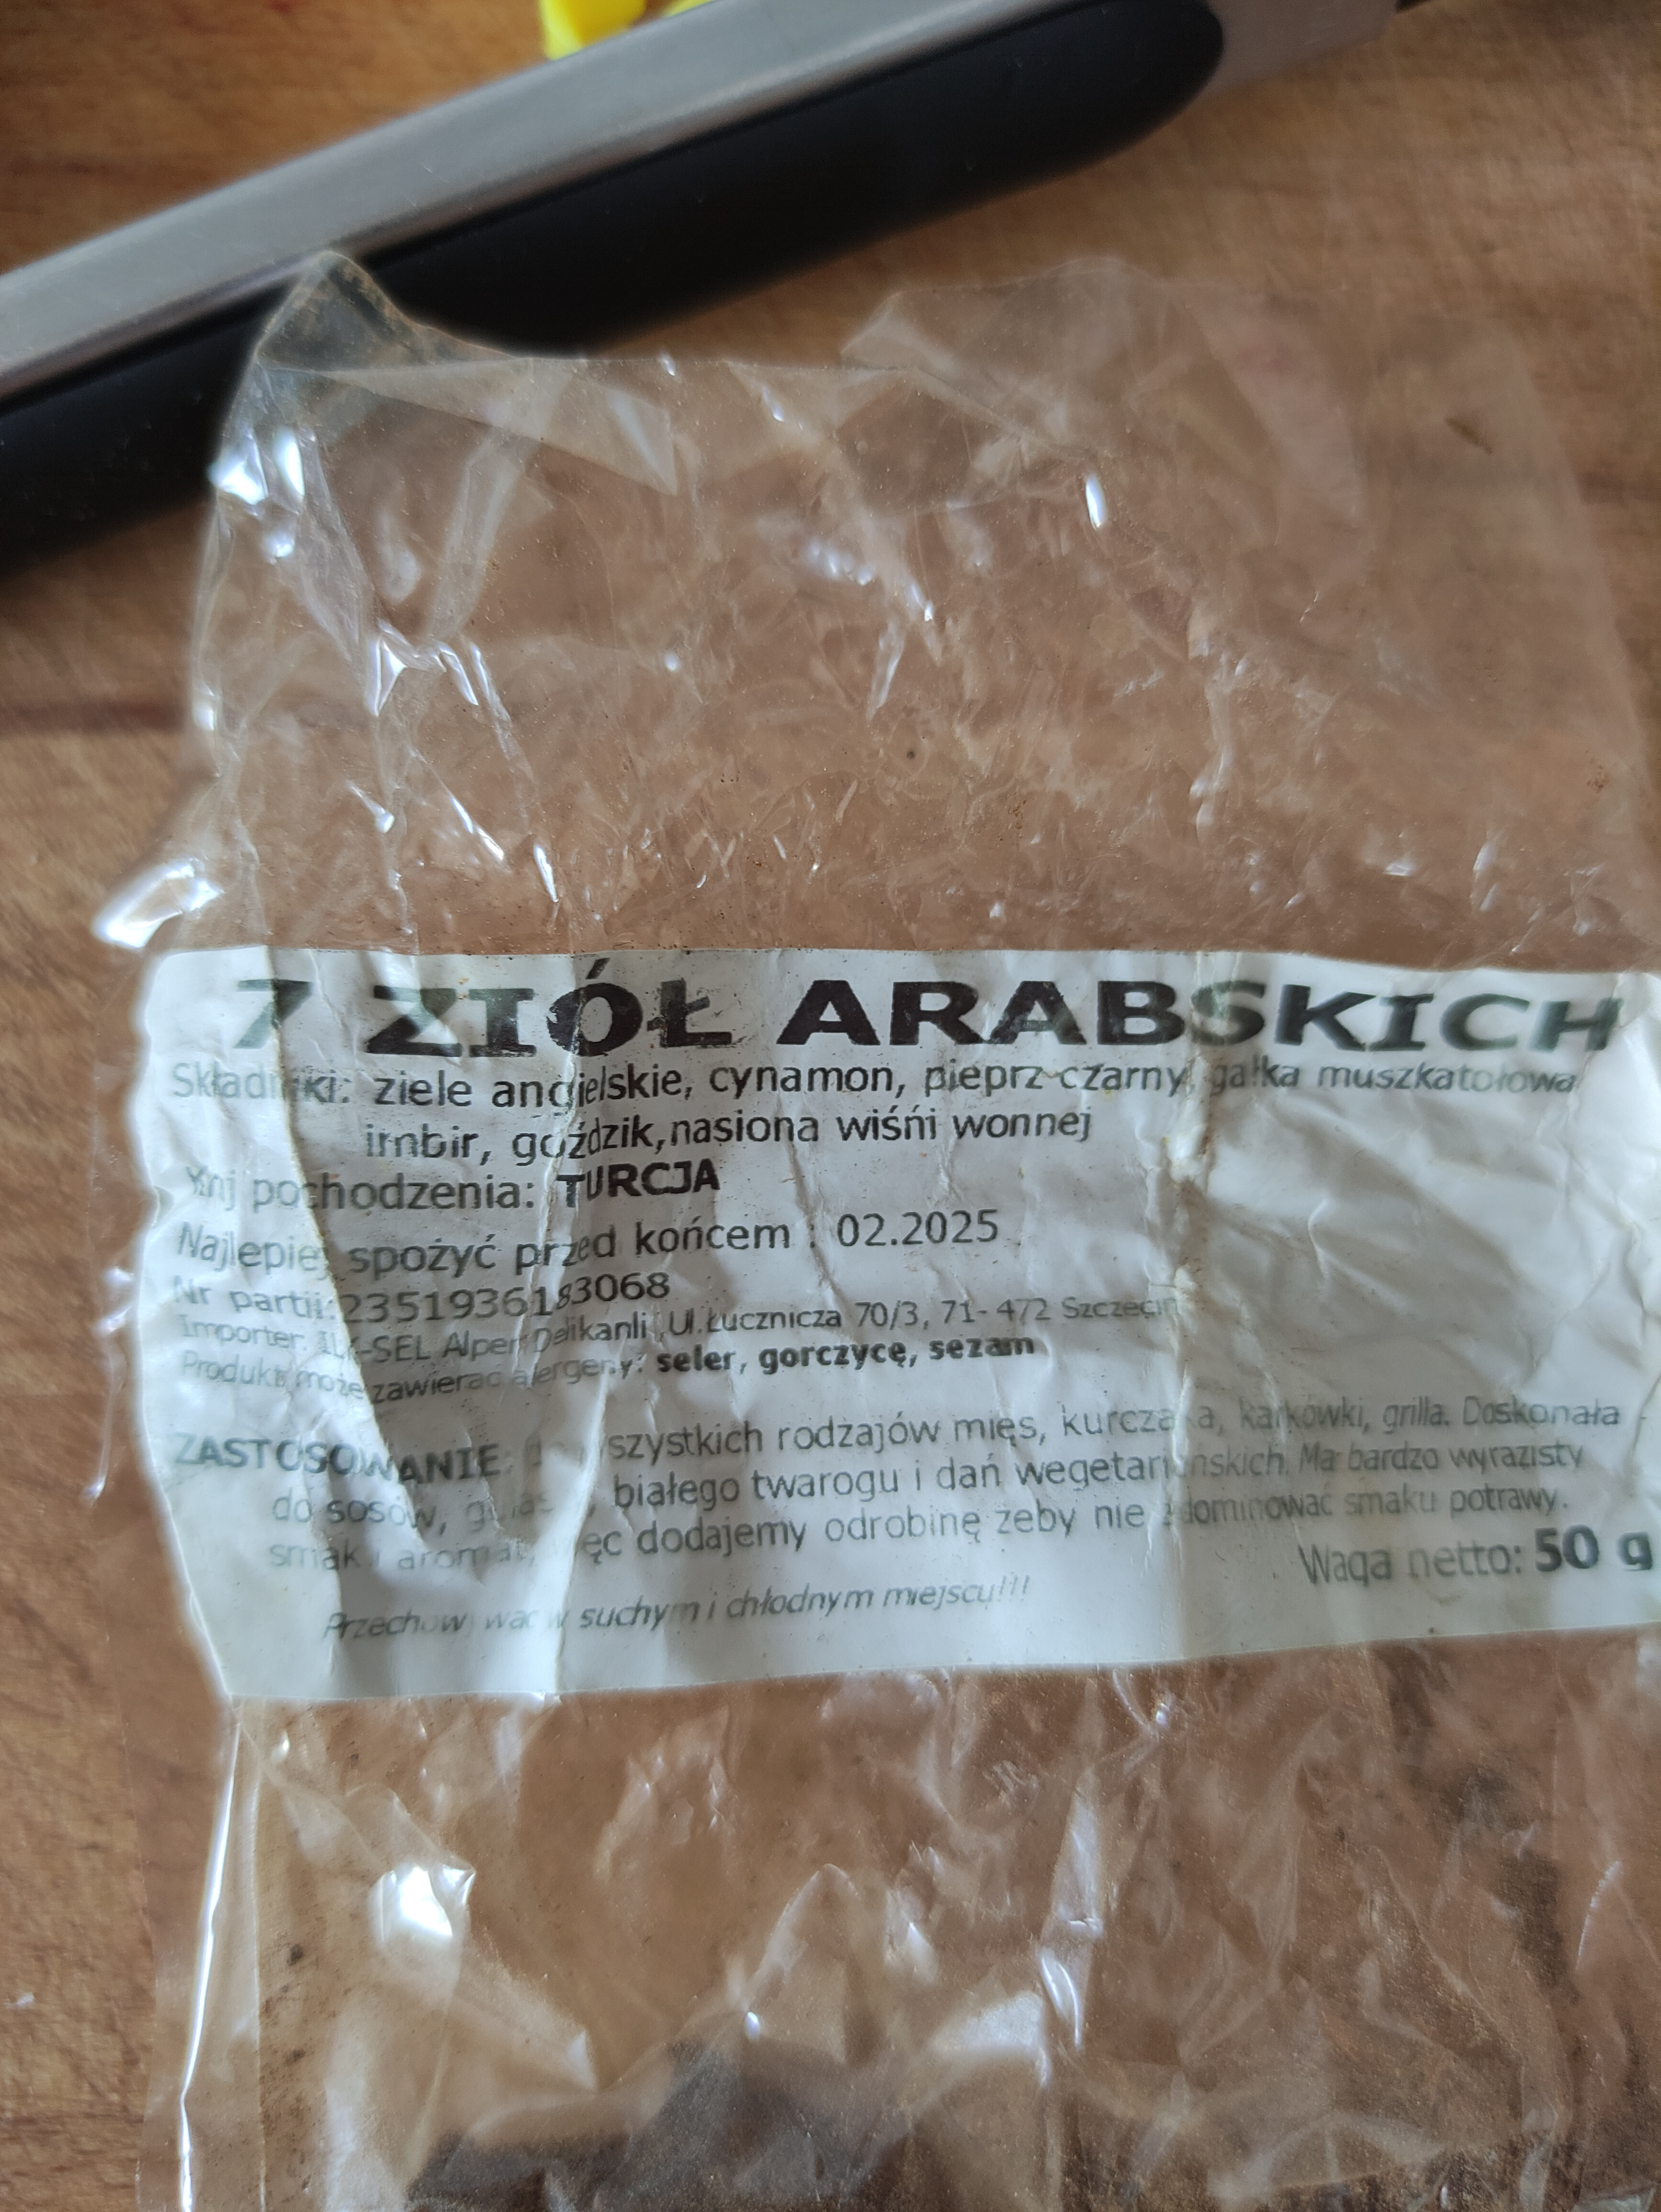 7 ZIÓŁ ARABSKICH
Składniki: ziele angielskie, cynamon, pieprz czarny, gałka muszkatołowa
imbir, goździk,nasiona wiśńi wonnej
pochodzenia: TURCJA
Najlepiej spożyć przed końcem : 02.2025
Nr partii:2351936183068
Importer: -SEL Alper Delikanli ,Ul.Łucznicza 70/3, 71- 472 Szczecin
Produkt może zawierać alergeny: seler, gorczycę, sezam
ZASTOSOWANIE: wszystkich rodzajów mięs, kurczaka, karkówki, grilla. Doskonała
do sosów, białego twarogu i dań wegetariańskich. Ma bardzo wyrazisty
smak i aromat, więc dodajemy odrobinę żeby nie zdominować smaku potrawy.
Waga netto: 50 g
Przechowywać w suchym i chłodnym miejscu!!!